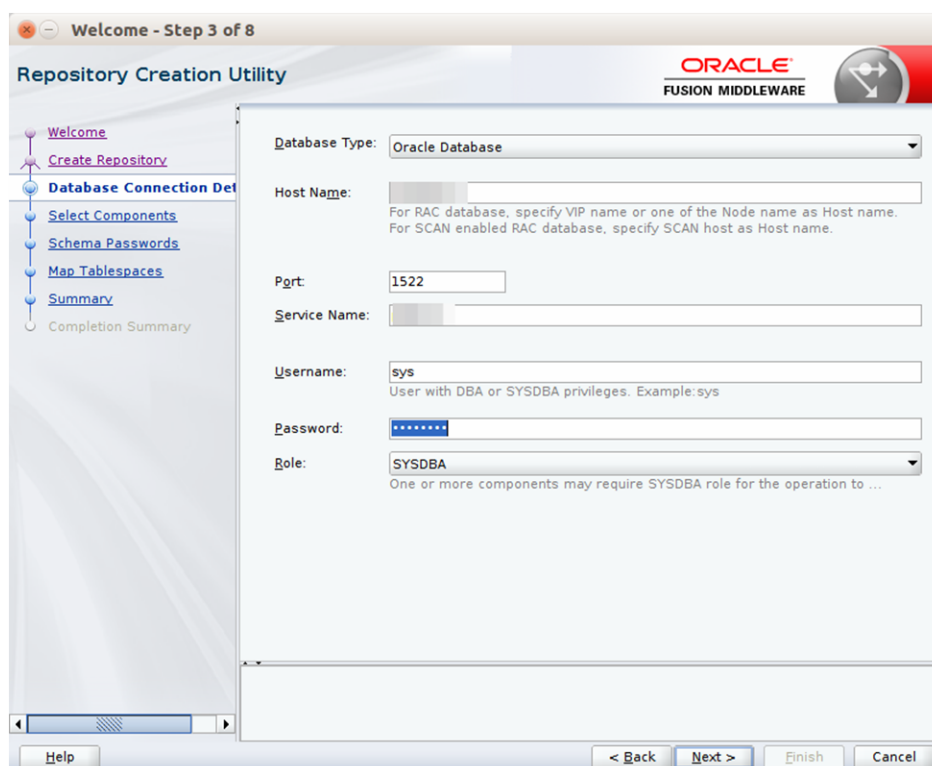 Welcome - Step 3 of 8
Repository Creation Utility
ORACLE
FUSION MIDDLEWARE
Welcome
Create Repository
Database Connection Det
Select Components
Schema Passwords
Map Tablespaces
Summary
Completion Summary
Database Type: Oracle Database
Host Name:
For RAC database, specify VIP name or one of the Node name as Host name.
For SCAN enabled RAC database, specify SCAN host as Host name.
Port: 1522
Service Name:
Username: sys
User with DBA or SYSDBA privileges. Example:sys
Password: ••••••••
Role: SYSDBA
One or more components may require SYSDBA role for the operation to ...
Help < Back Next > Finish Cancel